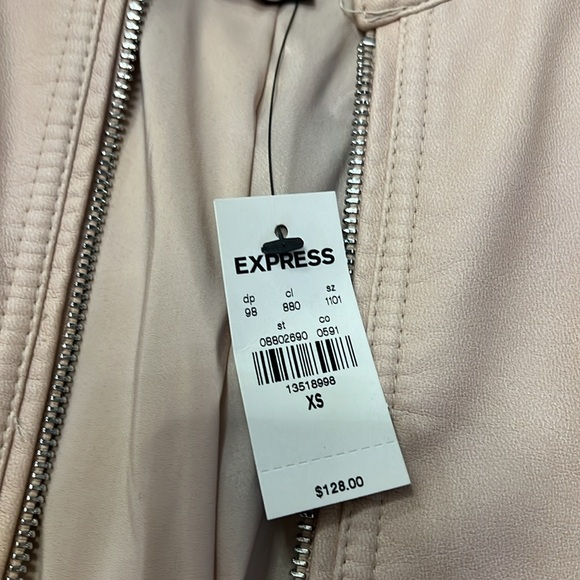 EXPRESS
dp cl sz
98 880 1101
st co
08802690 0591
13518998
XS
$128.00